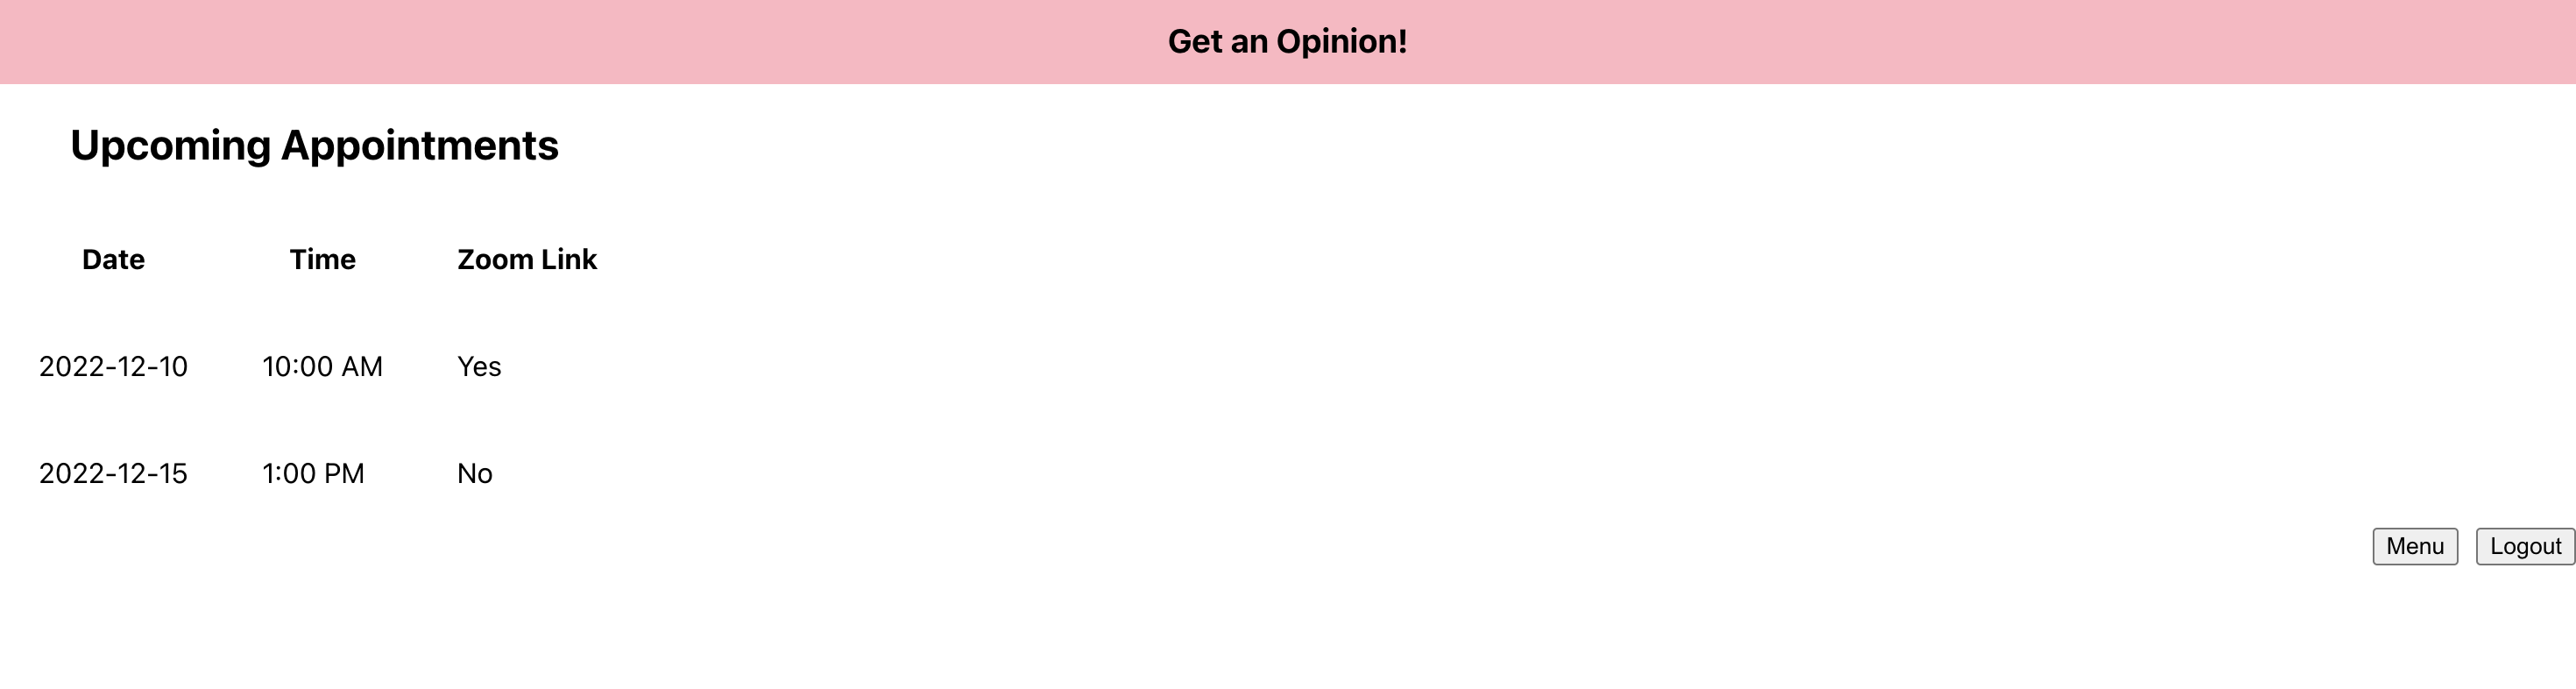 Get an Opinion!
Upcoming Appointments
Date Time Zoom Link
2022-12-10 10:00 AM Yes
2022-12-15 1:00 PM No
Menu Logout